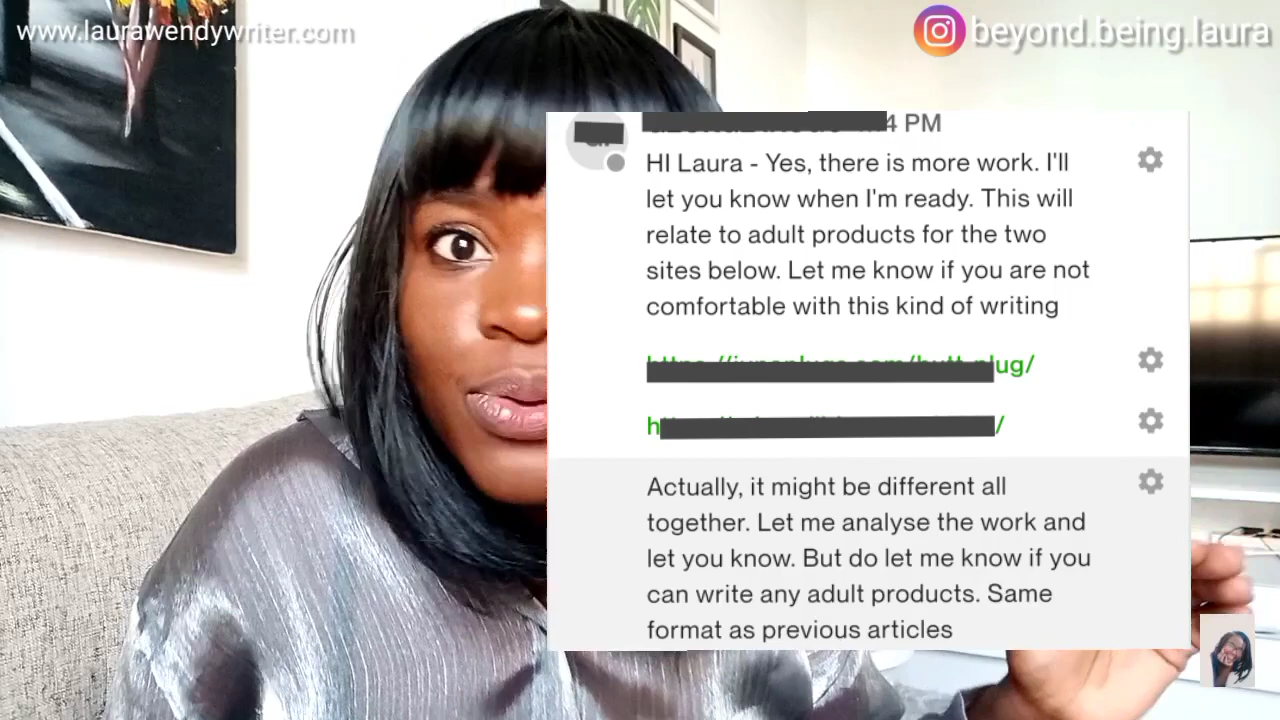 www.laurawendywriter.com
beyond.being.laura
4 PM
HI Laura - Yes, there is more work. I'll
let you know when I'm ready. This will
relate to adult products for the two
sites below. Let me know if you are not
comfortable with this kind of writing
ug/
h
/
Actually, it might be different all
together. Let me analyse the work and
let you know. But do let me know if you
can write any adult products. Same
format as previous articles